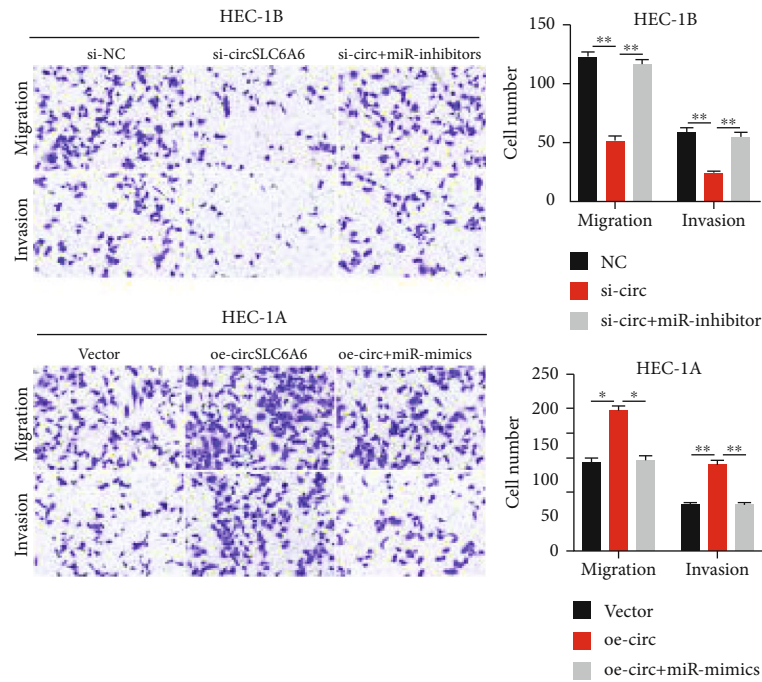 HEC-1B
si-NC si-circSLC6A6 si-circ+miR-inhibitors
Migration
Invasion
HEC-1B
150
100
50
0
Cell number
** **
** **
Migration Invasion
NC
si-circ
si-circ+miR-inhibitor
HEC-1A
Vector oe-circSLC6A6 oe-circ+miR-mimics
Migration
Invasion
HEC-1A
250
200
150
100
50
0
Cell number
* *
** **
Migration Invasion
Vector
oe-circ
oe-circ+miR-mimics